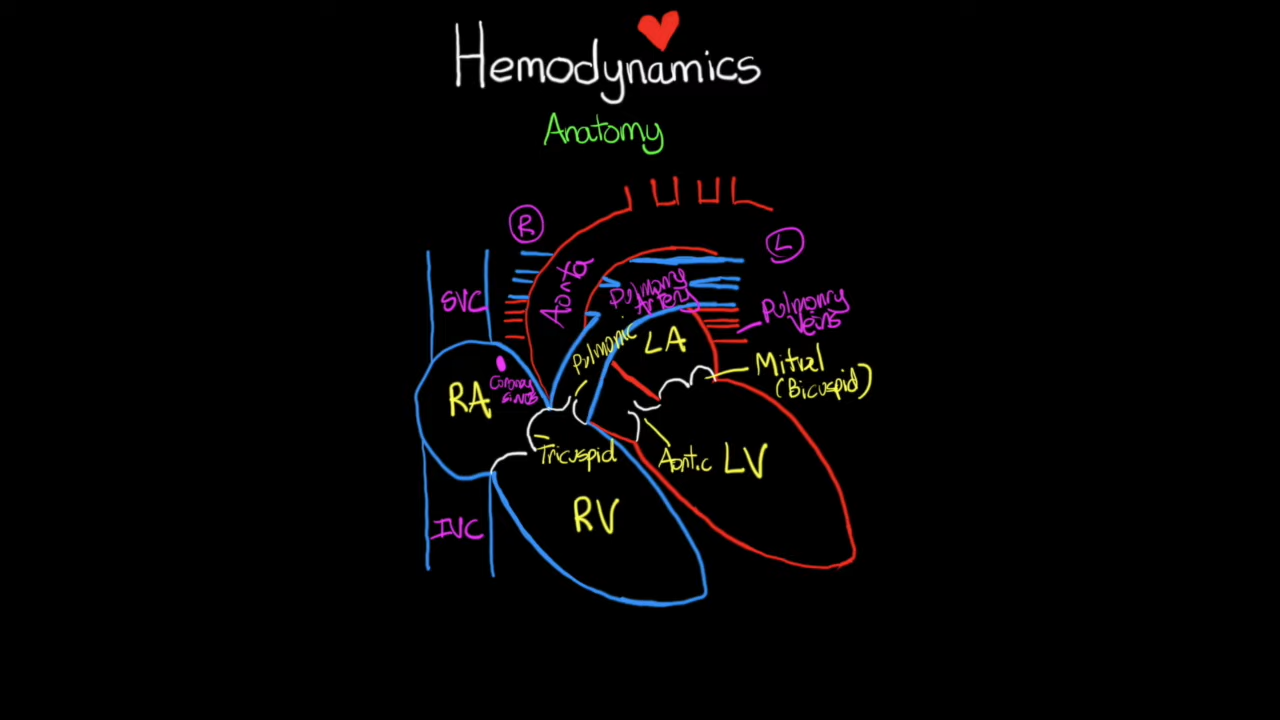 Hemodynamics
Anatomy
R
L
Aorta
SVC
Pulmonary
Artery
Pulmonary
Veins
Pulmonic
LA
Mitral
(Bicuspid)
RA
Coronary
sinus
Tricuspid
Aortic
LV
RV
IVC